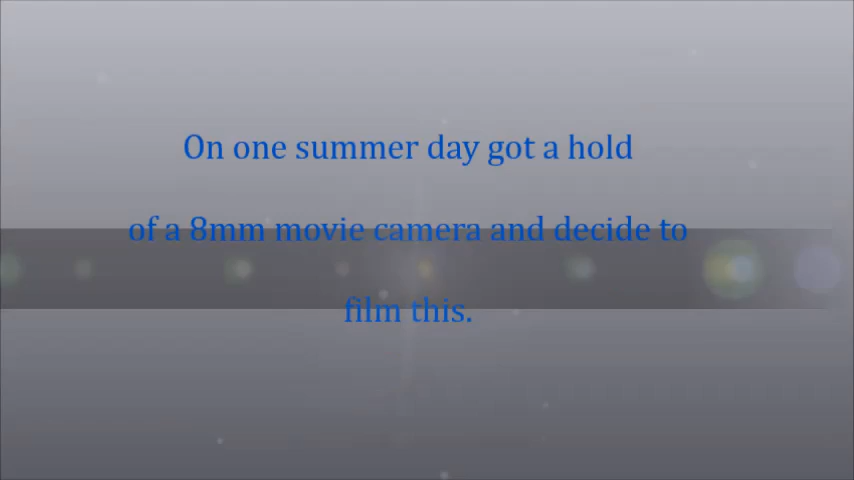 On one summer day got a hold
of a 8mm movie camera and decide to
film this.